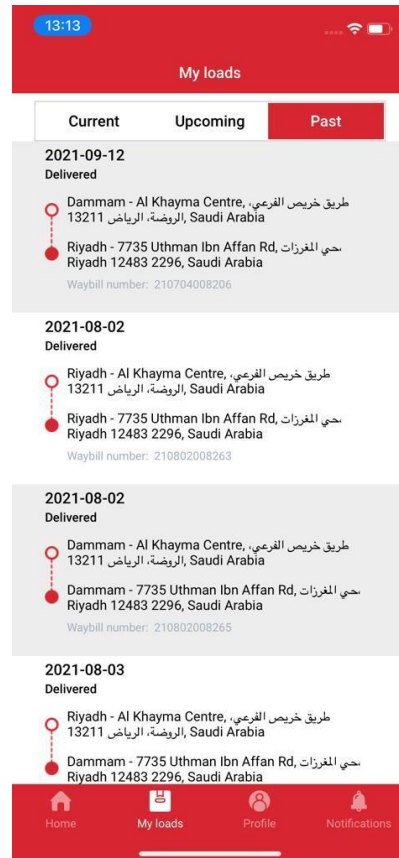 13:13
My loads
Current Upcoming Past
2021-09-12
Delivered
Dammam - Al Khayma Centre, طريق خريص الفرعي،
الروضة، الرياض 13211, Saudi Arabia
Riyadh - 7735 Uthman Ibn Affan Rd, حي المغرزات،
Riyadh 12483 2296, Saudi Arabia
Waybill number: 210704008206
2021-08-02
Delivered
Riyadh - Al Khayma Centre, طريق خريص الفرعي،
الروضة، الرياض 13211, Saudi Arabia
Riyadh - 7735 Uthman Ibn Affan Rd, حي المغرزات،
Riyadh 12483 2296, Saudi Arabia
Waybill number: 210802008263
2021-08-02
Delivered
Dammam - Al Khayma Centre, طريق خريص الفرعي،
الروضة، الرياض 13211, Saudi Arabia
Dammam - 7735 Uthman Ibn Affan Rd, حي المغرزات،
Riyadh 12483 2296, Saudi Arabia
Waybill number: 210802008265
2021-08-03
Delivered
Riyadh - Al Khayma Centre, طريق خريص الفرعي،
الروضة، الرياض 13211, Saudi Arabia
Dammam - 7735 Uthman Ibn Affan Rd, حي المغرزات،
Riyadh 12483 2296, Saudi Arabia
Home My loads Profile Notifications